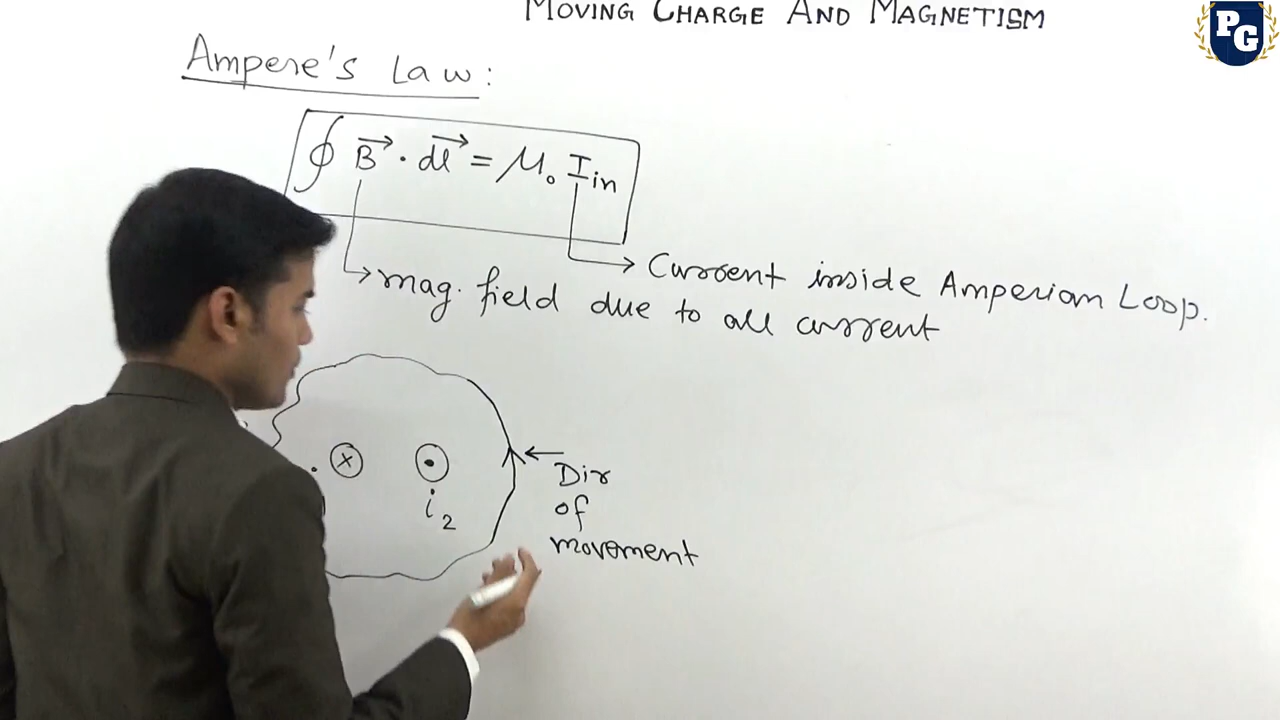 MOVING CHARGE AND MAGNETISM
PG
Ampere's Law:
∮ B⃗ · dl⃗ = μ₀ I_in
Current inside Amperian Loop.
mag. field due to all current
i₂
Dir
of
movement